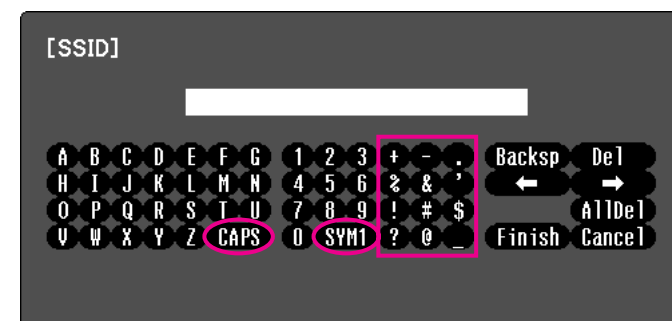 [SSID]
A B C D E F G 1 2 3 + - . Backsp Del
H I J K L M N 4 5 6 % & ’ ← →
O P Q R S T U 7 8 9 ! # $ AllDel
V W X Y Z CAPS 0 SYM1 ? @ _ Finish Cancel